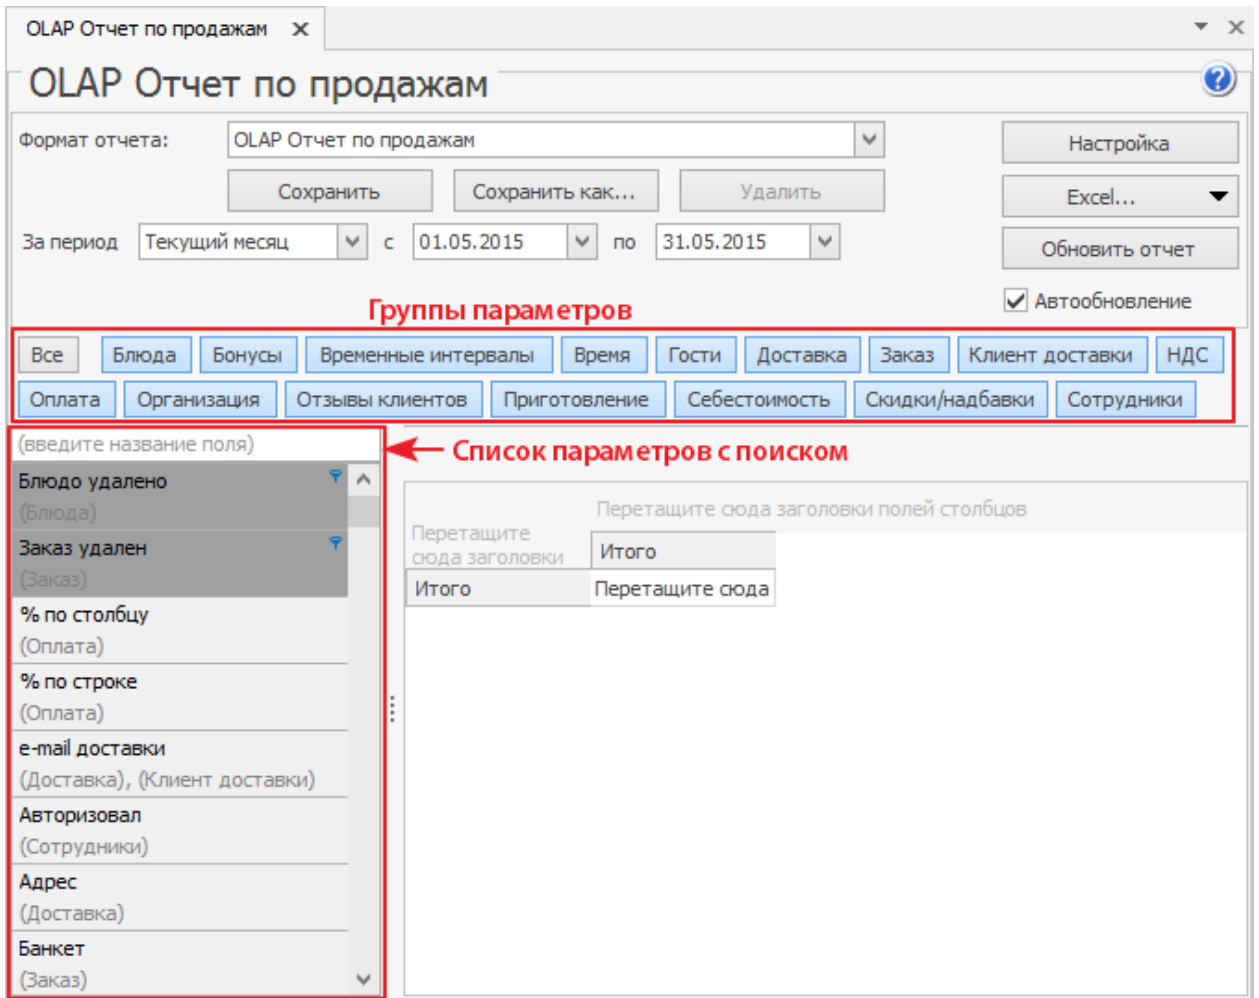 OLAP Отчет по продажам
OLAP Отчет по продажам
Формат отчета: OLAP Отчет по продажам Настройка
Сохранить Сохранить как... Удалить Excel...
За период Текущий месяц с 01.05.2015 по 31.05.2015 Обновить отчет
Автообновление
Группы параметров
Все Блюда Бонусы Временные интервалы Время Гости Доставка Заказ Клиент доставки НДС
Оплата Организация Отзывы клиентов Приготовление Себестоимость Скидки/надбавки Сотрудники
(введите название поля)
Список параметров с поиском
Блюдо удалено
(Блюда)
Заказ удален
(Заказ)
% по столбцу
(Оплата)
% по строке
(Оплата)
e-mail доставки
(Доставка), (Клиент доставки)
Авторизовал
(Сотрудники)
Адрес
(Доставка)
Банкет
(Заказ)
Перетащите сюда заголовки полей столбцов
Перетащите
сюда заголовки
Итого
Итого Перетащите сюда